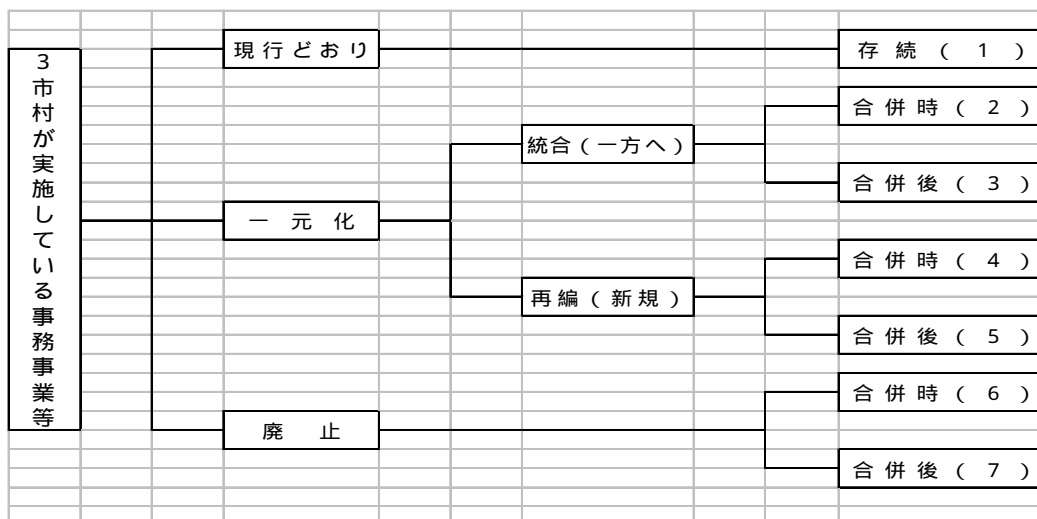 3市村が実施している事務事業等
現行どおり
存続(1)
合併時(2)
統合(一方へ)
合併後(3)
一元化
合併時(4)
再編(新規)
合併後(5)
合併時(6)
廃止
合併後(7)